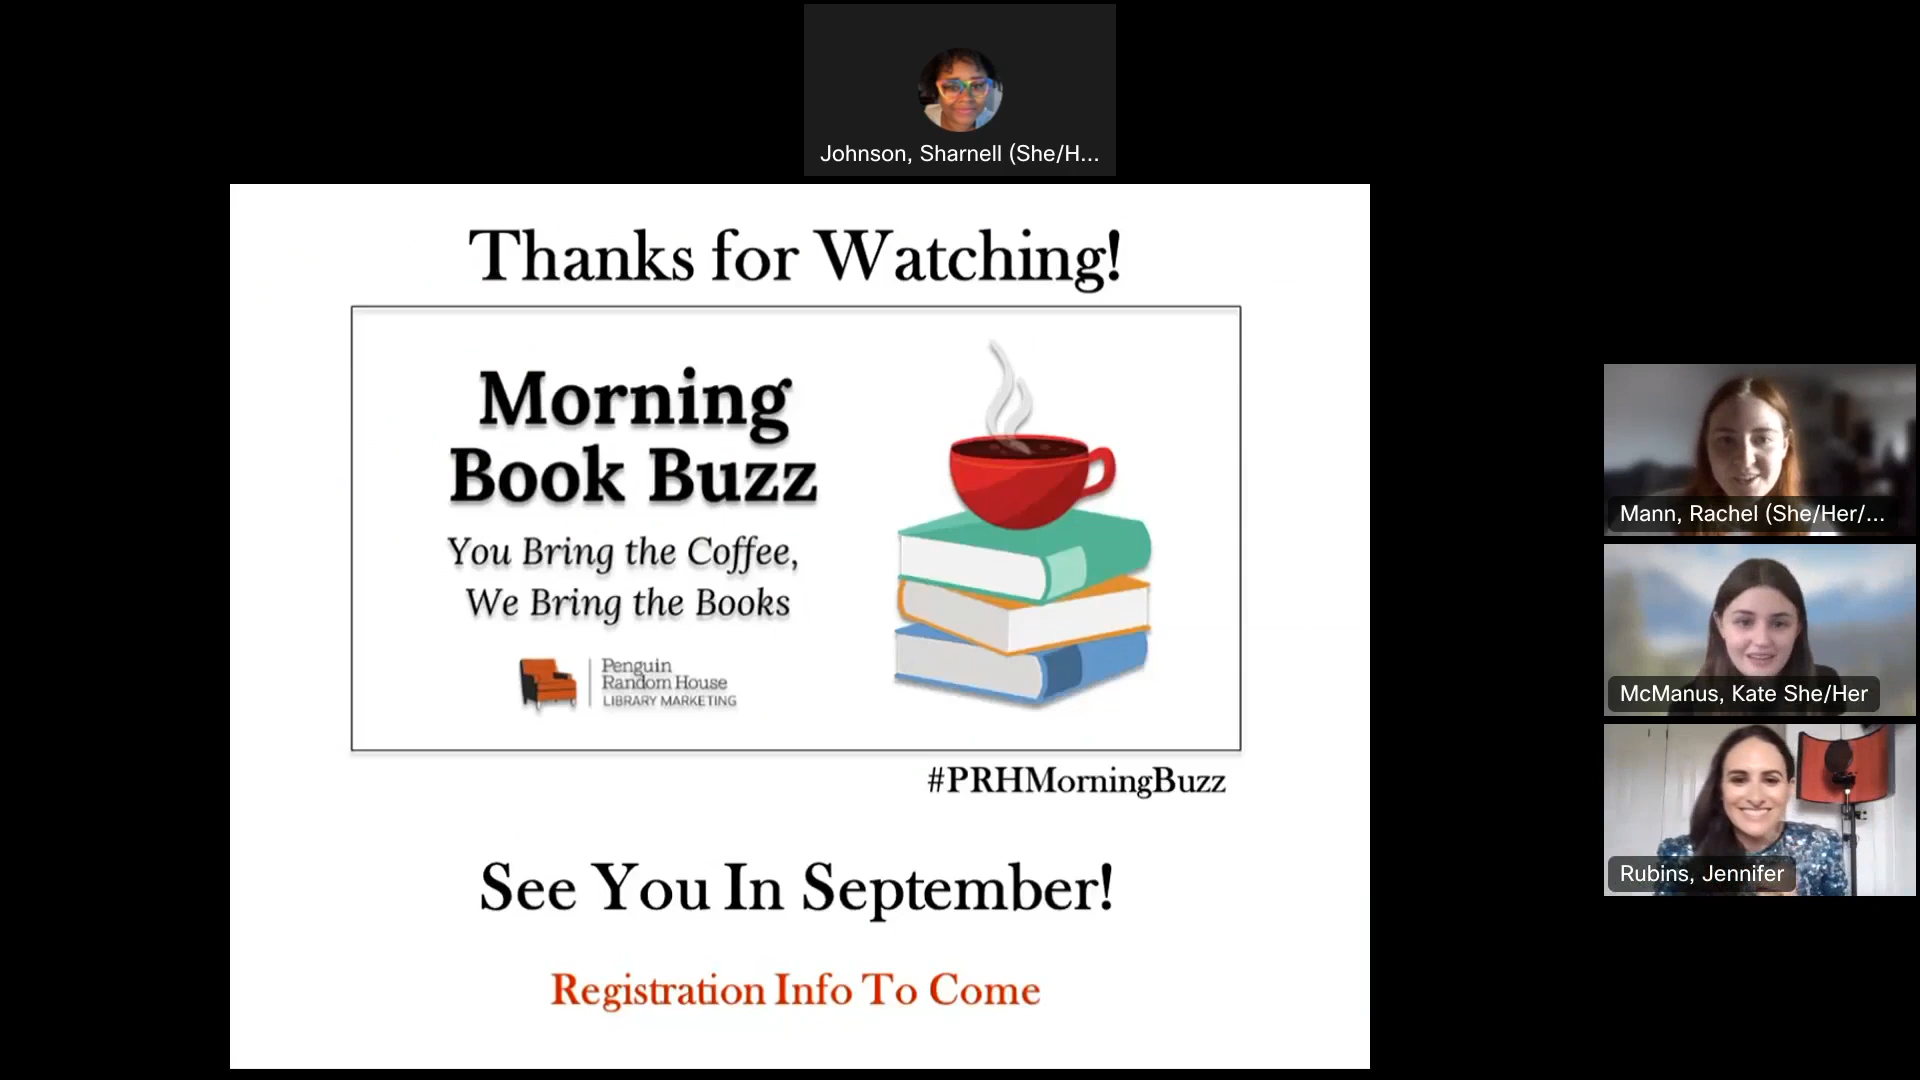 Johnson, Sharnell (She/H...
Thanks for Watching!
Morning
Book Buzz
You Bring the Coffee,
We Bring the Books
Penguin
Random House
LIBRARY MARKETING
#PRHMorningBuzz
See You In September!
Registration Info To Come
Mann, Rachel (She/Her/...
McManus, Kate She/Her
Rubins, Jennifer